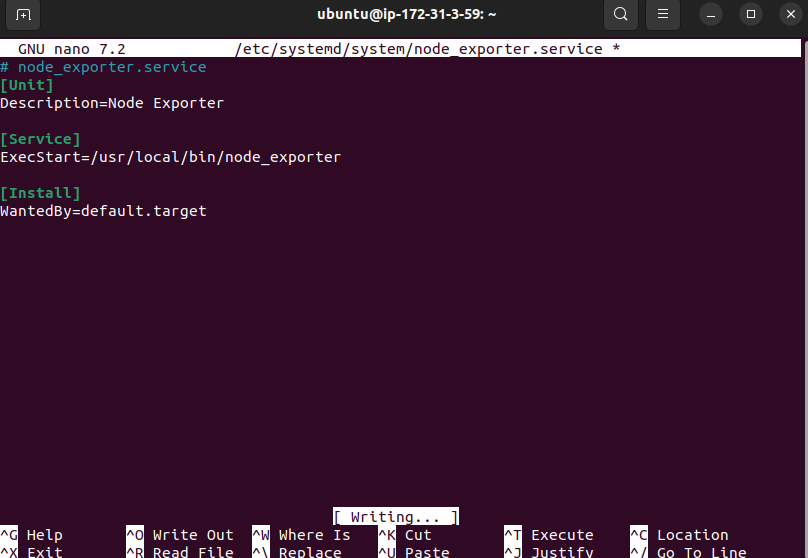 ubuntu@ip-172-31-3-59: ~
GNU nano 7.2 /etc/systemd/system/node_exporter.service *
# node_exporter.service
[Unit]
Description=Node Exporter
[Service]
ExecStart=/usr/local/bin/node_exporter
[Install]
WantedBy=default.target
[ Writing... ]
^G Help ^O Write Out ^W Where Is ^K Cut ^T Execute ^C Location
^X Exit ^R Read File ^\ Replace ^U Paste ^J Justify ^/ Go To Line